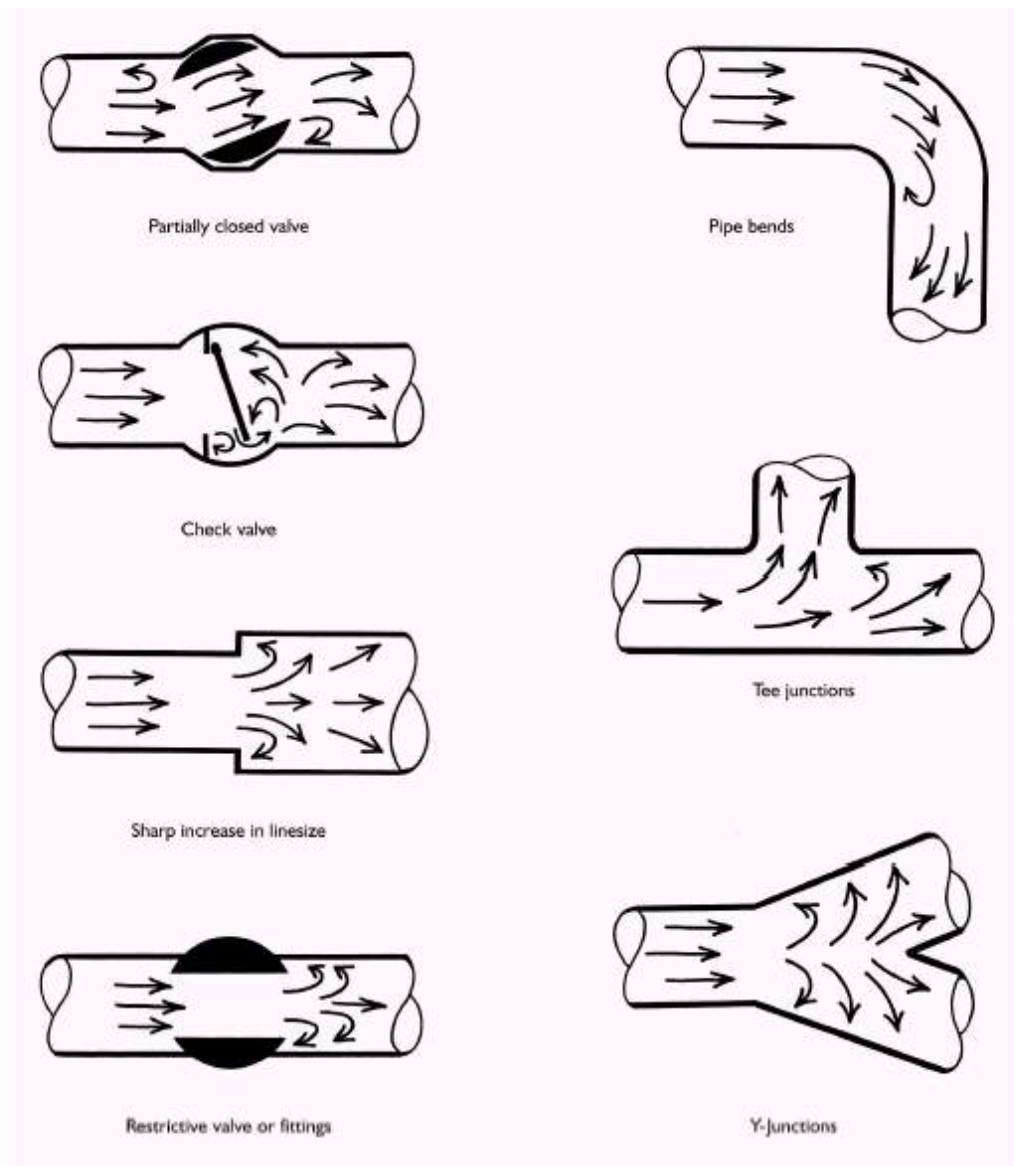 Partially closed valve
Pipe bends
Check valve
Tee junctions
Sharp increase in linesize
Restrictive valve or fittings
Y-Junctions